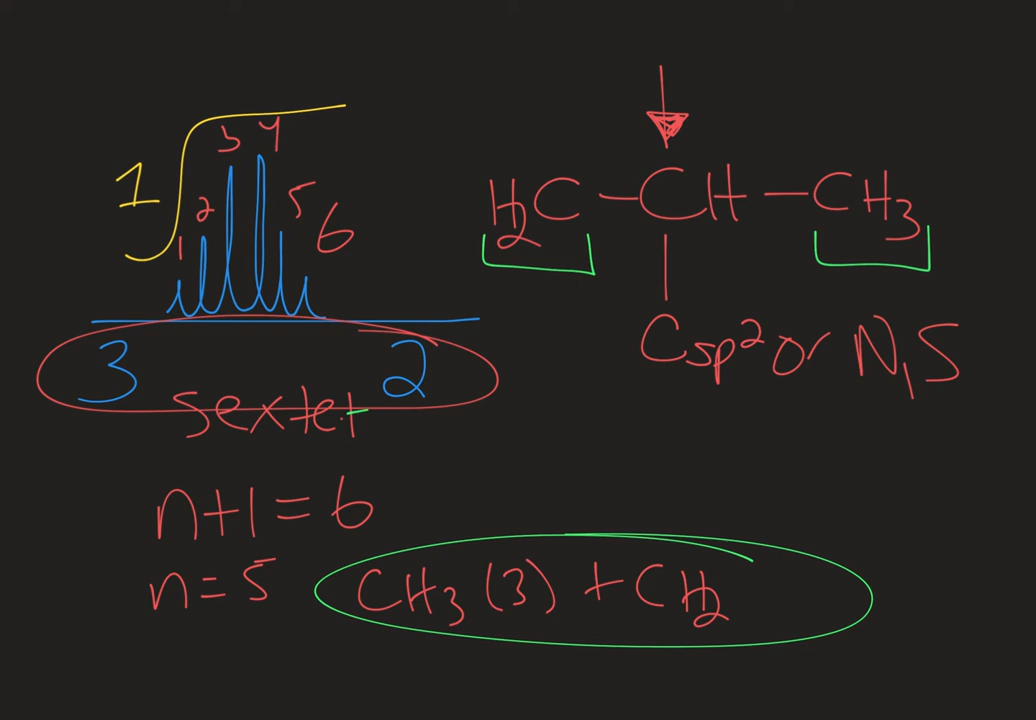 1
1 2 3 4 5 6
3 2
sextet
n+1=6
n=5
CH₃(3)+CH₂
H₂C-CH-CH₃
Csp² or N,S